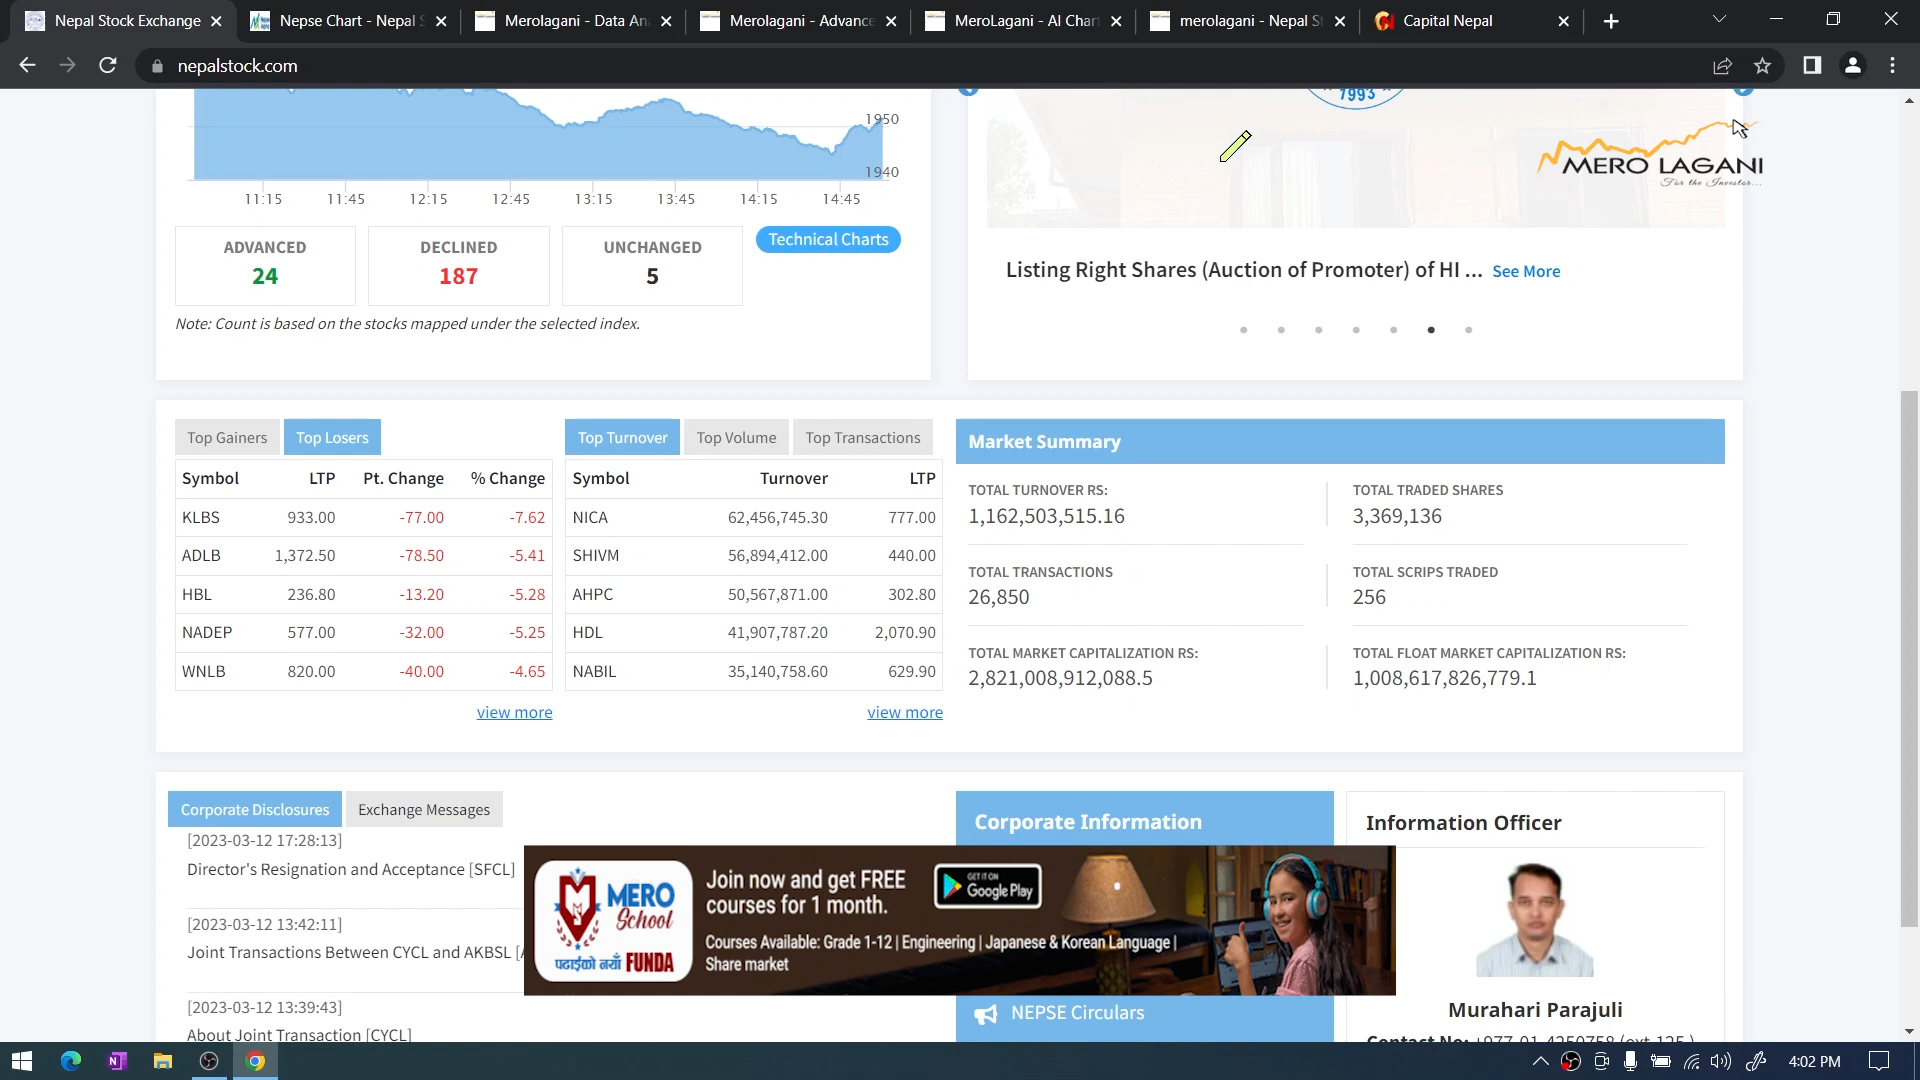 Nepal Stock Exchange
Nepse Chart - Nepal S
Merolagani - Data An
Merolagani - Advance
MeroLagani - AI Char
merolagani - Nepal St
Capital Nepal
nepalstock.com
1950
1940
11:15 11:45 12:15 12:45 13:15 13:45 14:15 14:45
ADVANCED
24
DECLINED
187
UNCHANGED
5
Technical Charts
Note: Count is based on the stocks mapped under the selected index.
1993
MERO LAGANI
For the Investor...
Listing Right Shares (Auction of Promoter) of HI ... See More
Top Gainers Top Losers
Symbol LTP Pt. Change % Change
KLBS 933.00 -77.00 -7.62
ADLB 1,372.50 -78.50 -5.41
HBL 236.80 -13.20 -5.28
NADEP 577.00 -32.00 -5.25
WNLB 820.00 -40.00 -4.65
view more
Top Turnover Top Volume Top Transactions
Symbol Turnover LTP
NICA 62,456,745.30 777.00
SHIVM 56,894,412.00 440.00
AHPC 50,567,871.00 302.80
HDL 41,907,787.20 2,070.90
NABIL 35,140,758.60 629.90
view more
Market Summary
TOTAL TURNOVER RS:
1,162,503,515.16
TOTAL TRADED SHARES
3,369,136
TOTAL TRANSACTIONS
26,850
TOTAL SCRIPS TRADED
256
TOTAL MARKET CAPITALIZATION RS:
2,821,008,912,088.5
TOTAL FLOAT MARKET CAPITALIZATION RS:
1,008,617,826,779.1
Corporate Disclosures Exchange Messages
[2023-03-12 17:28:13]
Director's Resignation and Acceptance [SFCL]
[2023-03-12 13:42:11]
Joint Transactions Between CYCL and AKBSL [
[2023-03-12 13:39:43]
About Joint Transaction [CYCL]
Corporate Information
NEPSE Circulars
Information Officer
Murahari Parajuli
Contact No: +977-01-4250758 (ext-125 )
MERO
School
पढाईको नयाँ FUNDA
Join now and get FREE
courses for 1 month.
GET IT ON
Google Play
Courses Available: Grade 1-12 | Engineering | Japanese & Korean Language |
Share market
4:02 PM